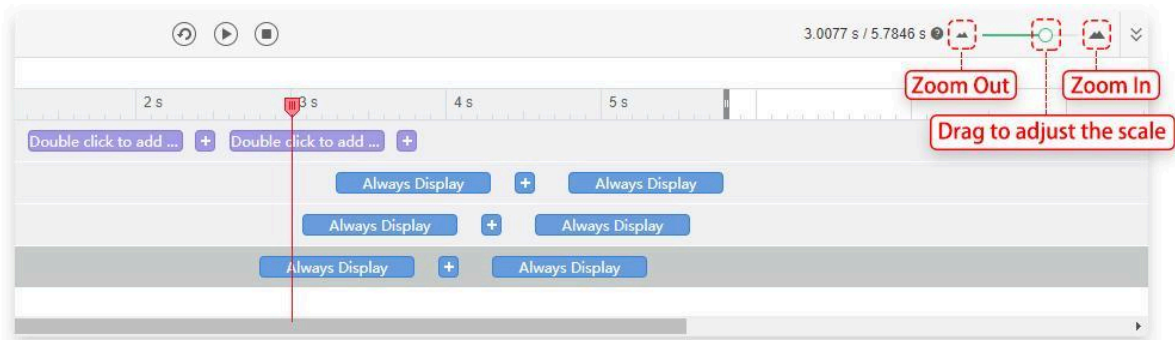 3.0077 s / 5.7846 s ?
Zoom Out
Zoom In
2 s
3 s
4 s
5 s
Drag to adjust the scale
Double click to add ... + Double click to add ... +
Always Display + Always Display
Always Display + Always Display
Always Display + Always Display